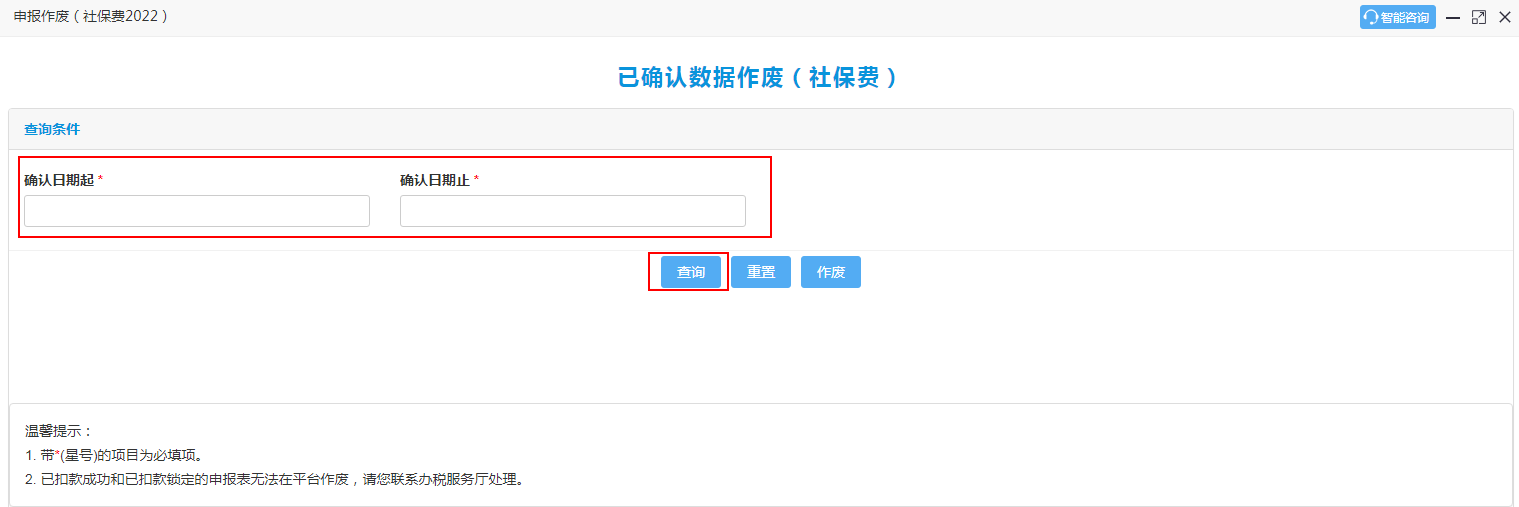 申报作废（社保费2022）
智能咨询
已确认数据作废（社保费）
查询条件
确认日期起 * 确认日期止 *
查询 重置 作废
温馨提示：
1. 带*(星号)的项目为必填项。
2. 已扣款成功和已扣款锁定的申报表无法在平台作废，请您联系办税服务厅处理。